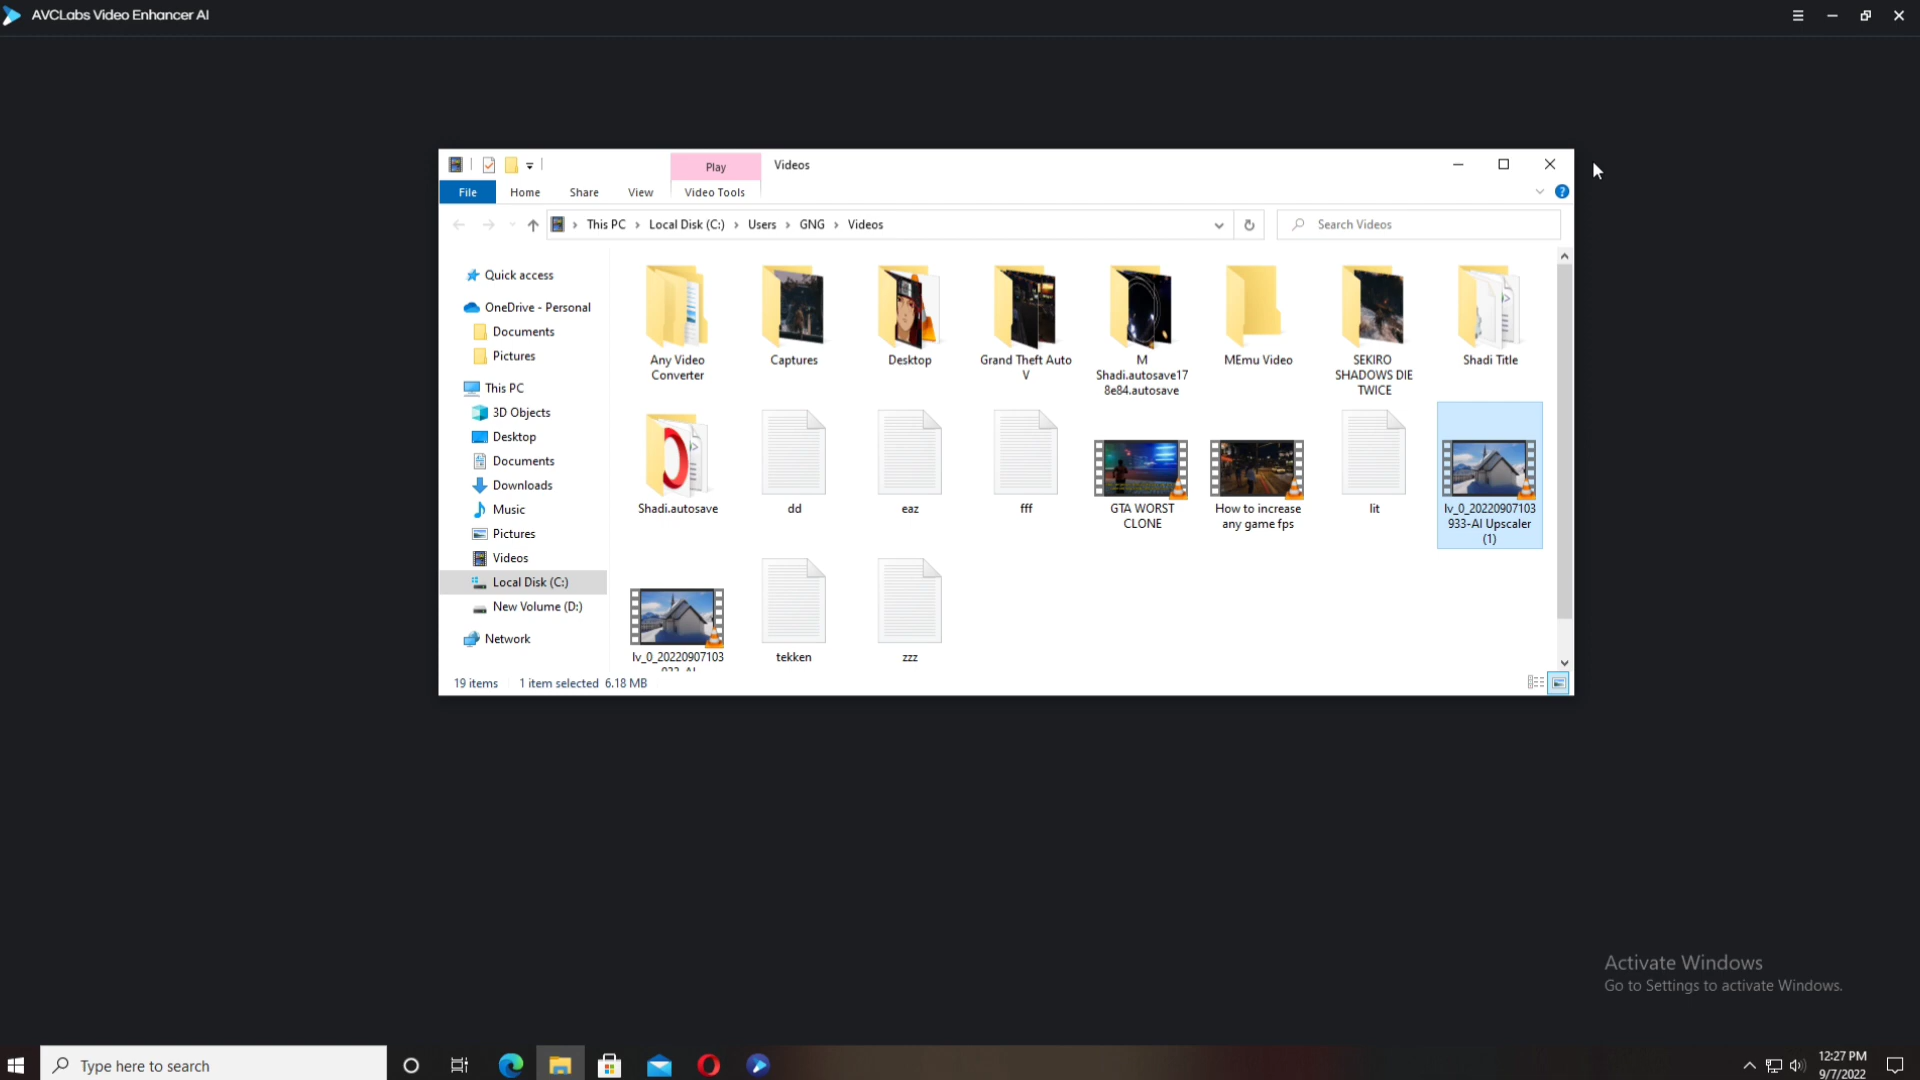 AVCLabs Video Enhancer AI
Play
Videos
File
Home
Share
View
Video Tools
This PC
Local Disk (C:)
Users
GNG
Videos
Search Videos
Quick access
OneDrive - Personal
Documents
Pictures
This PC
3D Objects
Desktop
Documents
Downloads
Music
Pictures
Videos
Local Disk (C:)
New Volume (D:)
Network
Any Video
Converter
Captures
Desktop
Grand Theft Auto
V
M
Shadi.autosave17
8e84.autosave
MEmu Video
SEKIRO
SHADOWS DIE
TWICE
Shadi Title
Shadi.autosave
dd
eaz
fff
GTA WORST
CLONE
How to increase
any game fps
lit
lv_0_20220907103
933-AI Upscaler
(1)
lv_0_20220907103
tekken
zzz
19 items
1 item selected 6.18 MB
Activate Windows
Go to Settings to activate Windows.
Type here to search
12:27 PM
9/7/2022